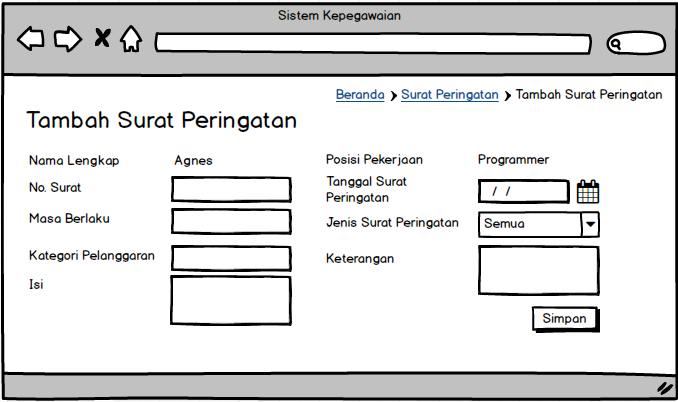 Sistem Kepegawaian
Beranda ❯ Surat Peringatan ❯ Tambah Surat Peringatan
Tambah Surat Peringatan
Nama Lengkap Agnes
Posisi Pekerjaan Programmer
No. Surat
Tanggal Surat
Peringatan
/ /
Masa Berlaku
Jenis Surat Peringatan Semua
Kategori Pelanggaran
Keterangan
Isi
Simpan